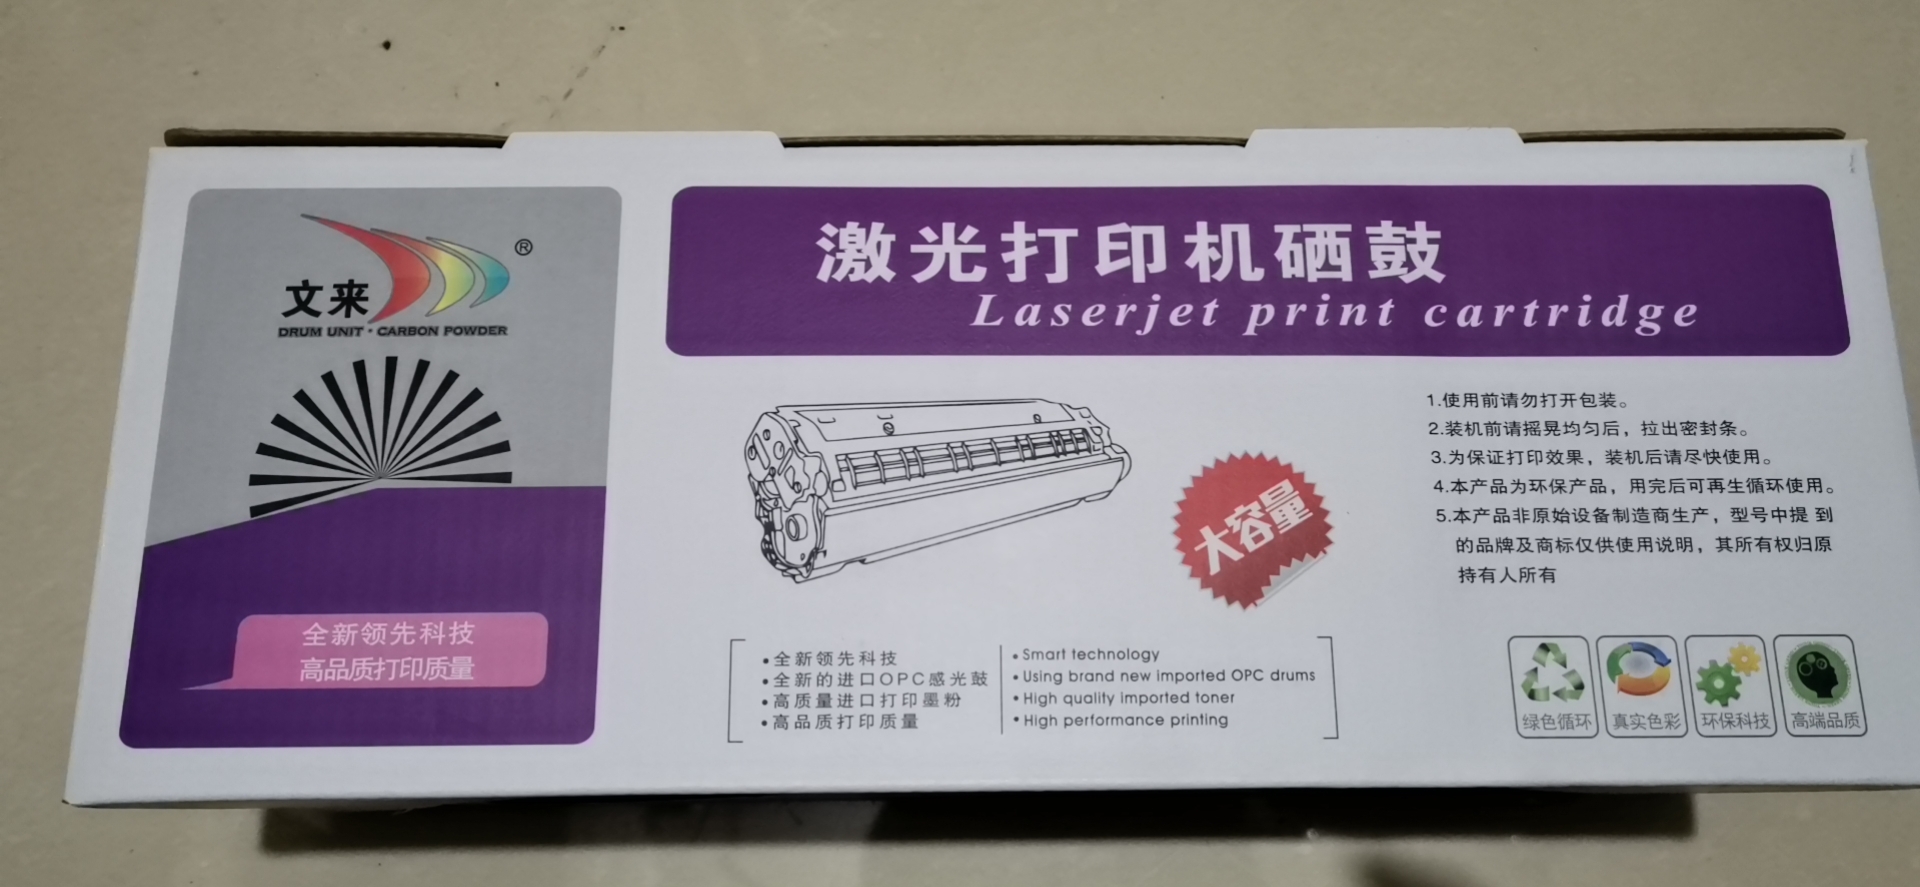 文来
®
DRUM UNIT · CARBON POWDER
全新领先科技
高品质打印质量
激光打印机硒鼓
Laserjet print cartridge
大容量
1.使用前请勿打开包装。
2.装机前请摇晃均匀后，拉出密封条。
3.为保证打印效果，装机后请尽快使用。
4.本产品为环保产品，用完后可再生循环使用。
5.本产品非原始设备制造商生产，型号中提 到
的品牌及商标仅供使用说明，其所有权归原
持有人所有
•全新领先科技
•全新的进口OPC感光鼓
•高质量进口打印墨粉
•高品质打印质量
•Smart technology
•Using brand new imported OPC drums
•High quality imported toner
•High performance printing
绿色循环
真实色彩
环保科技
高端品质